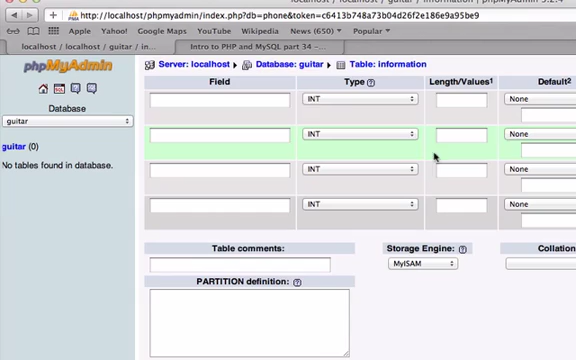 localhost / localhost / guitar / information | phpMyAdmin 3.2.4
http://localhost/phpmyadmin/index.php?db=phone&token=c6413b748a73b04d26f2e186e9a95be9
Apple Yahoo! Google Maps YouTube Wikipedia News (650) Popular
localhost / localhost / guitar / in...
Intro to PHP and MySQL part 34 – ...
phpMyAdmin
Server: localhost Database: guitar Table: information
SQL
Database
guitar
guitar (0)
No tables found in database.
Field Type Length/Values1 Default2
INT None
INT None
INT None
INT None
Table comments: Storage Engine: Collation
MyISAM
PARTITION definition: